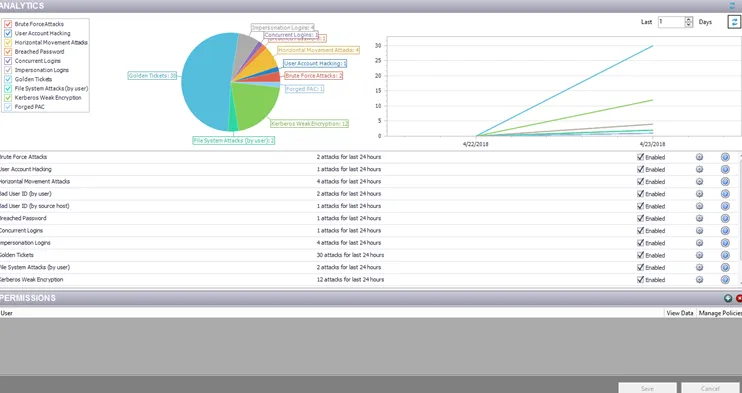 ANALYTICS
Last 1 Days
Brute Force Attacks
User Account Hacking
Horizontal Movement Attacks
Breached Password
Concurrent Logins
Impersonation Logins
Golden Tickets
File System Attacks (by user)
Kerberos Weak Encryption
Forged PAC
Impersonation Logins: 4
Concurrent Logins: 1
Horizontal Movement Attacks: 4
User Account Hacking: 1
Brute Force Attacks: 2
Forged PAC: 1
Golden Tickets: 30
Kerberos Weak Encryption: 12
File System Attacks (by user): 2
30
25
20
15
10
5
0
4/22/2018 4/23/2018
Brute Force Attacks 2 attacks for last 24 hours Enabled
User Account Hacking 1 attacks for last 24 hours Enabled
Horizontal Movement Attacks 4 attacks for last 24 hours Enabled
Bad User ID (by user) 2 attacks for last 24 hours Enabled
Bad User ID (by source host) 1 attacks for last 24 hours Enabled
Breached Password 1 attacks for last 24 hours Enabled
Concurrent Logins 1 attacks for last 24 hours Enabled
Impersonation Logins 4 attacks for last 24 hours Enabled
Golden Tickets 30 attacks for last 24 hours Enabled
File System Attacks (by user) 2 attacks for last 24 hours Enabled
Kerberos Weak Encryption 12 attacks for last 24 hours Enabled
PERMISSIONS
User View Data Manage Policies
Save Cancel